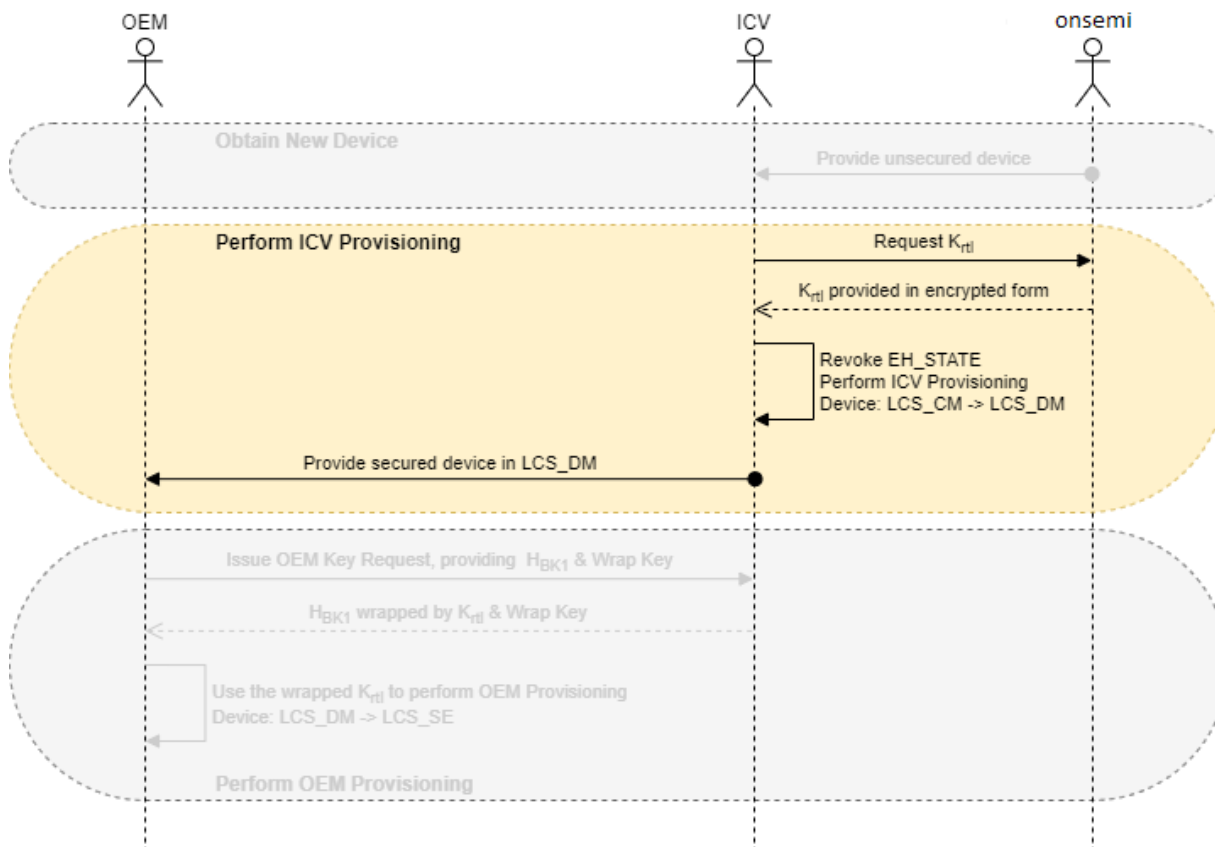 OEM
ICV
onsemi
Obtain New Device
Provide unsecured device
Perform ICV Provisioning
Request Krtl
Krtl provided in encrypted form
Revoke EH_STATE
Perform ICV Provisioning
Device: LCS_CM -> LCS_DM
Provide secured device in LCS_DM
Issue OEM Key Request, providing HBK1 & Wrap Key
HBK1 wrapped by Krtl & Wrap Key
Use the wrapped Krtl to perform OEM Provisioning
Device: LCS_DM -> LCS_SE
Perform OEM Provisioning